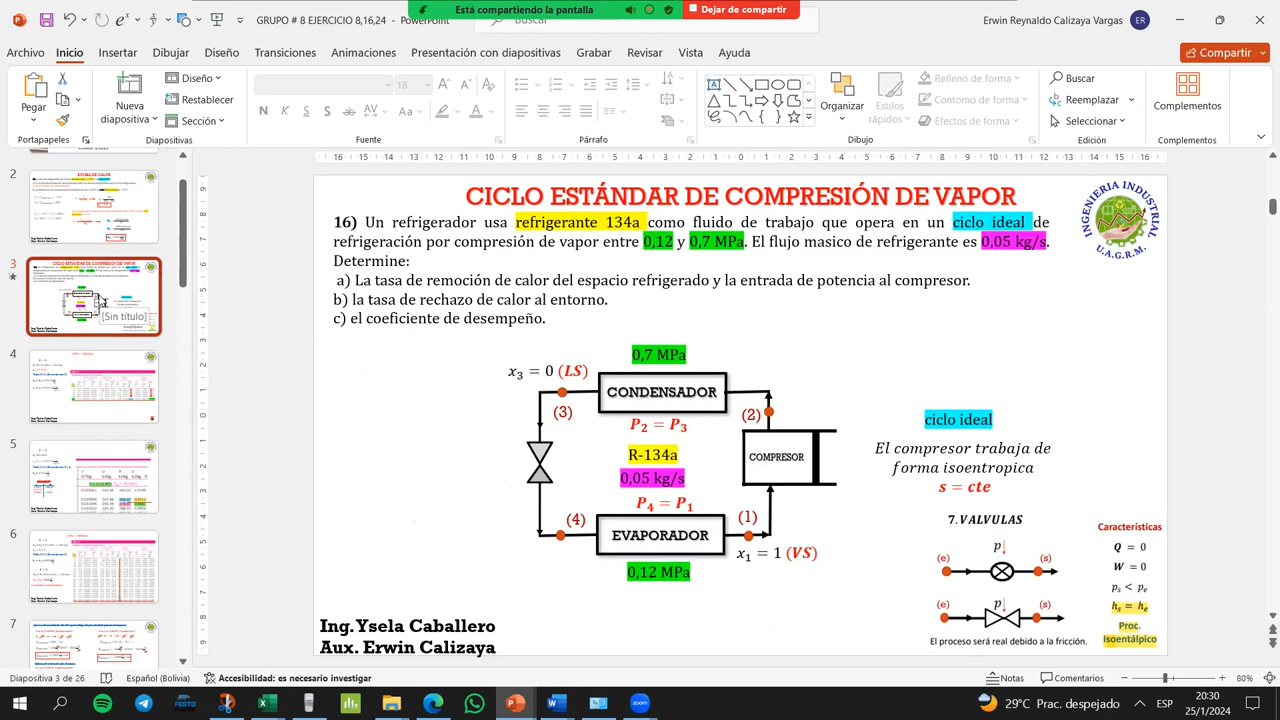 GRUPO # 8 EJERCICIO 8,16,24 - PowerPoint
Está compartiendo la pantalla
Dejar de compartir
Buscar
Erwin Reynaldo Calizaya Vargas
ER
Archivo Inicio Insertar Dibujar Diseño Transiciones Animaciones Presentación con diapositivas Grabar Revisar Vista Ayuda
Compartir
Pegar
Nueva diapositiva
Diseño
Restablecer
Sección
Organizar
Estilos rápidos
Relleno de forma
Contorno de forma
Efectos de forma
Buscar
Reemplazar
Seleccionar
Complementos
Portapapeles
Diapositivas
Fuente
Párrafo
Dibujo
Edición
Complementos
CICLO ESTÁNDAR DE COMPRESIÓN DE VAPOR
INGENIERIA INDUSTRIAL
U.A.G.R.M.
16) Un refrigerador usa refrigerante 134a como fluido de trabajo que opera en un ciclo ideal de
refrigeración por compresión de vapor entre 0,12 y 0,7 MPa. El flujo masico de refrigerante es 0,05 kg/s.
Determine:
a) la tasa de remoción de calor del espacio refrigerado y la entrada de potencia al compresor.
b) la tasa de rechazo de calor al entorno.
c) el coeficiente de desempeño.
0,7 MPa
x₃ = 0 (LS)
CONDENSADOR
(3)
(2)
P₂ = P₃
R-134a
0,05 kg/s
COMPRESOR
P₄ = P₁
(4)
(1)
EVAPORADOR
x₁ = 1 (VS)
0,12 MPa
ciclo ideal
El compresor trabaja de
forma isoentropica
s = cte
7.VALVULAS
Características
(e) p (s)
Q = 0
W = 0
pₛ < pₑ
(e) p (s)
hₛ = hₑ
Proc.
Isoentálpico
El proceso será real debido a la fricción.
Ing. Ysela Caballero
Aux. Erwin Calizaya
3
[Sin título]
4
5
6
Diapositiva 3 de 26
Español (Bolivia)
Accesibilidad: es necesario investigar
Notas
Comentarios
80%
29°C Prac. despejado
ESP
20:30
25/1/2024